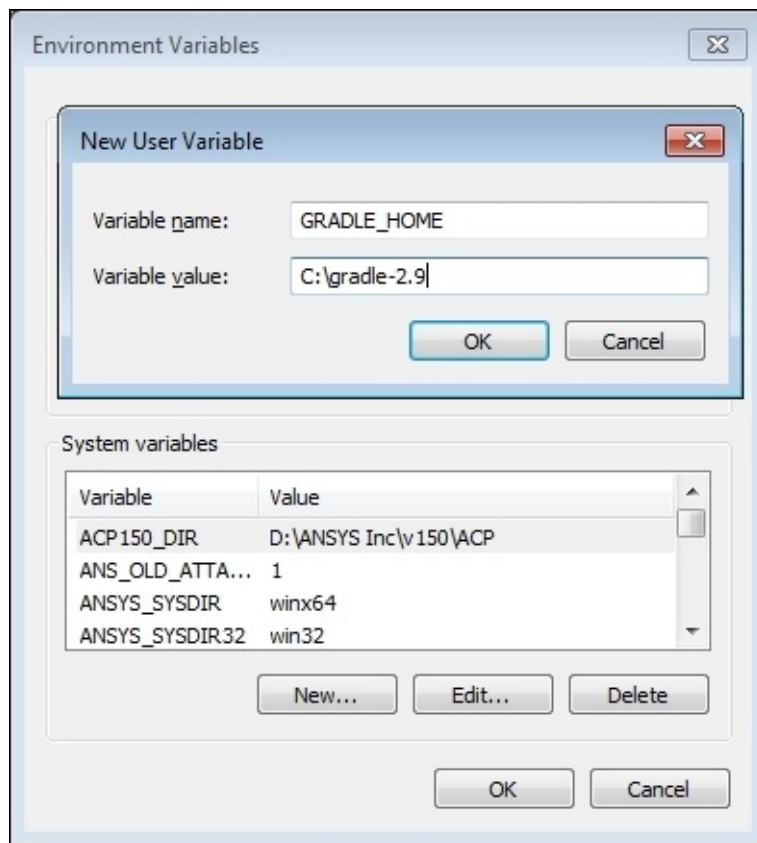 Environment Variables
New User Variable
Variable name: GRADLE_HOME
Variable value: C:\gradle-2.9
OK Cancel
System variables
Variable Value
ACP150_DIR D:\ANSYS Inc\v150\ACP
ANS_OLD_ATTA... 1
ANSYS_SYSDIR winx64
ANSYS_SYSDIR32 win32
New... Edit... Delete
OK Cancel